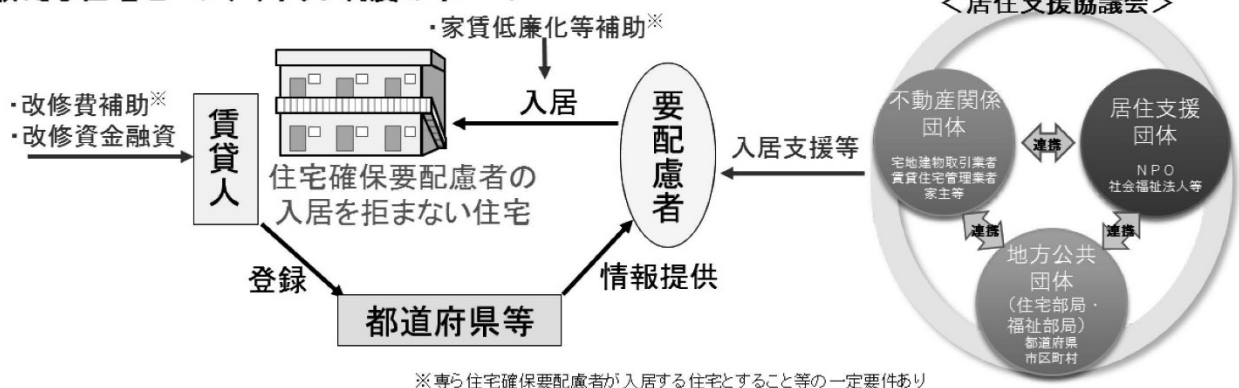 ＜居住支援協議会＞
・家賃低廉化等補助※
・改修費補助※
・改修資金融資
賃貸人
入居
要配慮者
住宅確保要配慮者の
入居を拒まない住宅
登録
都道府県等
情報提供
入居支援等
不動産関係
団体
宅地建物取引業者
賃貸住宅管理業者
家主等
連携
居住支援
団体
NPO
社会福祉法人等
連携
連携
地方公共
団体
（住宅部局・
福祉部局）
都道府県
市区町村
※専ら住宅確保要配慮者が入居する住宅とすること等の一定要件あり